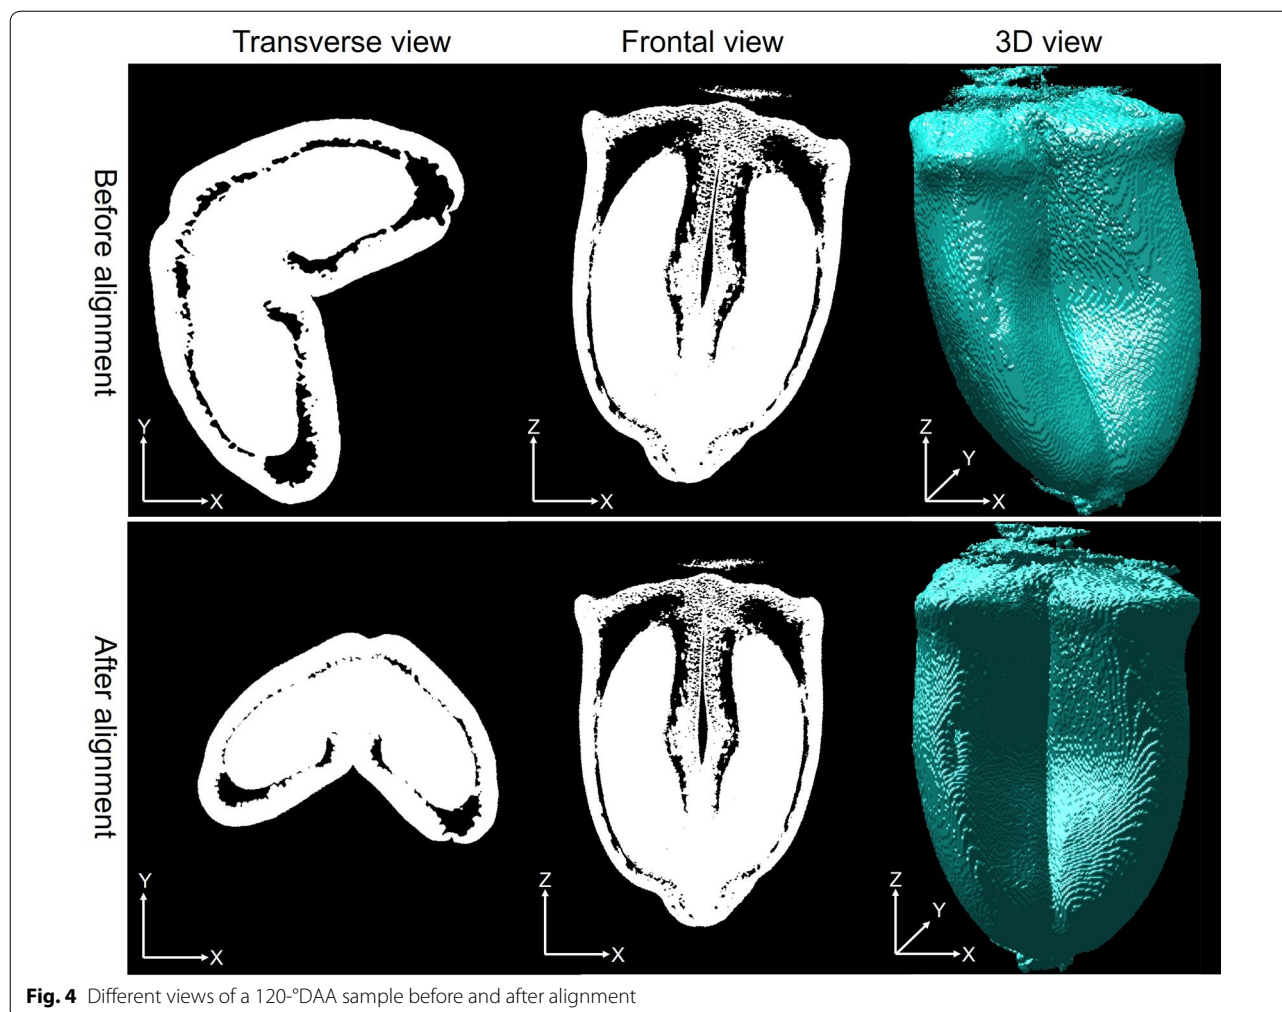 Transverse view Frontal view 3D view
Before alignment
Y
X
Z
X
Z
Y
X
After alignment
Y
X
Z
X
Z
Y
X
Fig. 4 Different views of a 120-°DAA sample before and after alignment